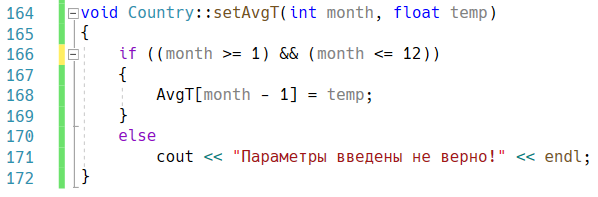 164 void Country::setAvgT(int month, float temp)
165 {
166 if ((month >= 1) && (month <= 12))
167 {
168 AvgT[month - 1] = temp;
169 }
170 else
171 cout << "Параметры введены не верно!" << endl;
172 }